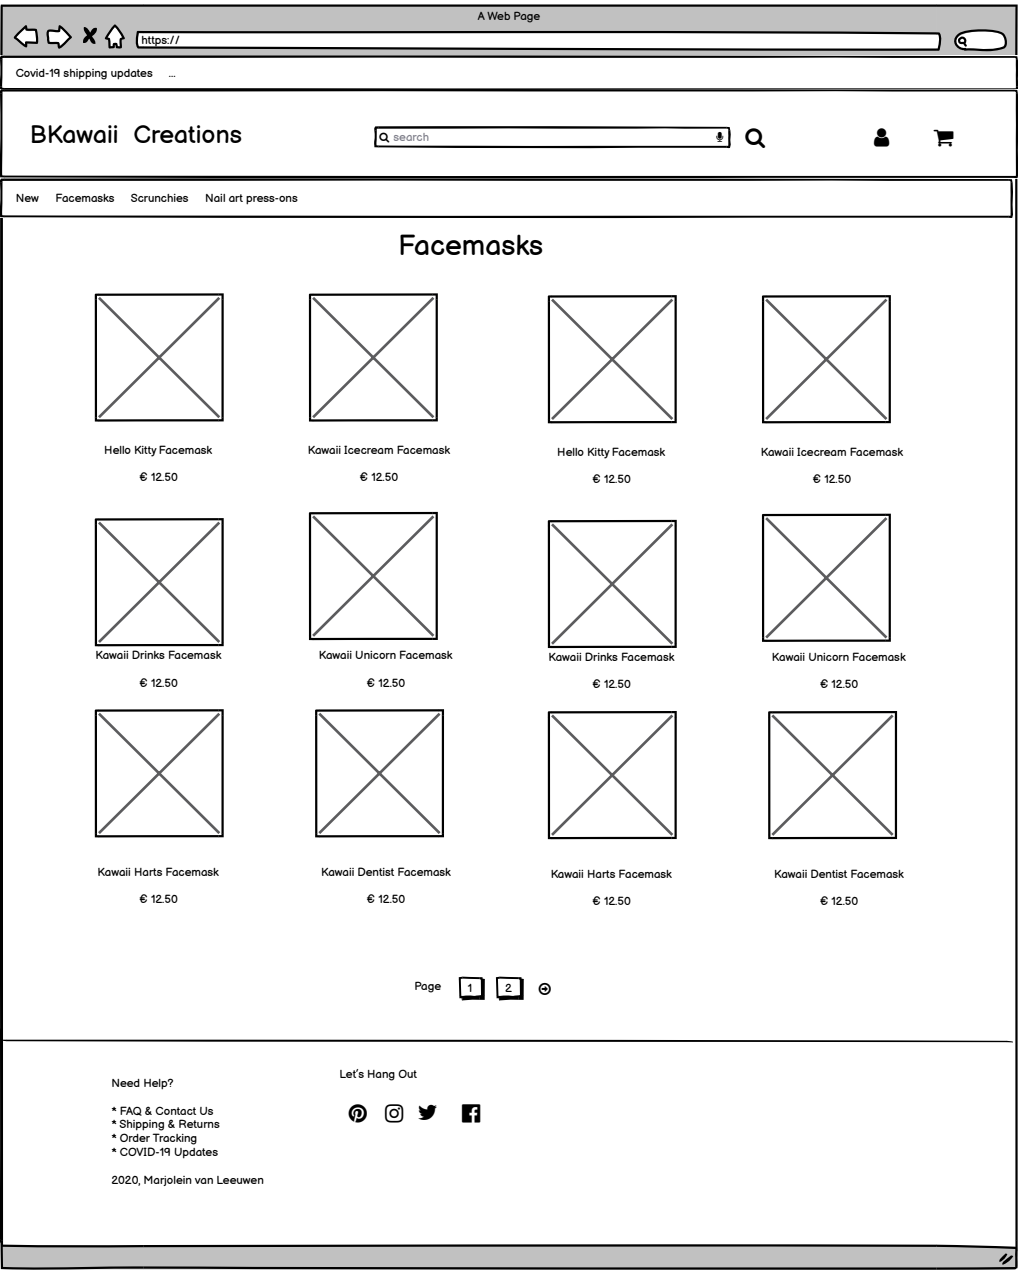 A Web Page
https://
Covid-19 shipping updates ...
BKawaii Creations
search
New Facemasks Scrunchies Nail art press-ons
Facemasks
Hello Kitty Facemask
€ 12.50
Kawaii Icecream Facemask
€ 12.50
Hello Kitty Facemask
€ 12.50
Kawaii Icecream Facemask
€ 12.50
Kawaii Drinks Facemask
€ 12.50
Kawaii Unicorn Facemask
€ 12.50
Kawaii Drinks Facemask
€ 12.50
Kawaii Unicorn Facemask
€ 12.50
Kawaii Harts Facemask
€ 12.50
Kawaii Dentist Facemask
€ 12.50
Kawaii Harts Facemask
€ 12.50
Kawaii Dentist Facemask
€ 12.50
Page 1 2
Need Help?
* FAQ & Contact Us
* Shipping & Returns
* Order Tracking
* COVID-19 Updates
2020, Marjolein van Leeuwen
Let's Hang Out